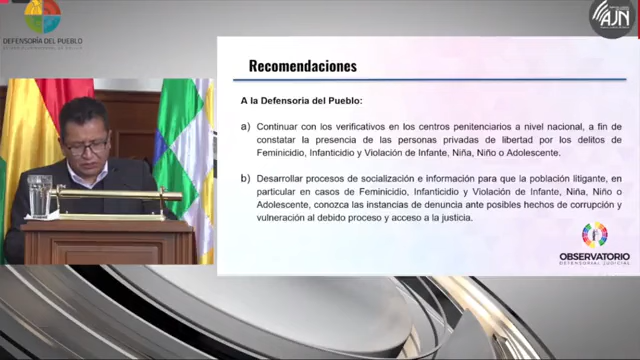 DEFENSORÍA DEL PUEBLO
AJN
Recomendaciones
A la Defensoria del Pueblo:
a) Continuar con los verificativos en los centros penitenciarios a nivel nacional, a fin de
constatar la presencia de las personas privadas de libertad por los delitos de
Feminicidio, Infanticidio y Violación de Infante, Niña, Niño o Adolescente.
b) Desarrollar procesos de socialización e información para que la población litigante, en
particular en casos de Feminicidio, Infanticidio y Violación de Infante, Niña, Niño o
Adolescente, conozca las instancias de denuncia ante posibles hechos de corrupción y
vulneración al debido proceso y acceso a la justicia.
OBSERVATORIO
DEFENSORIAL JUDICIAL